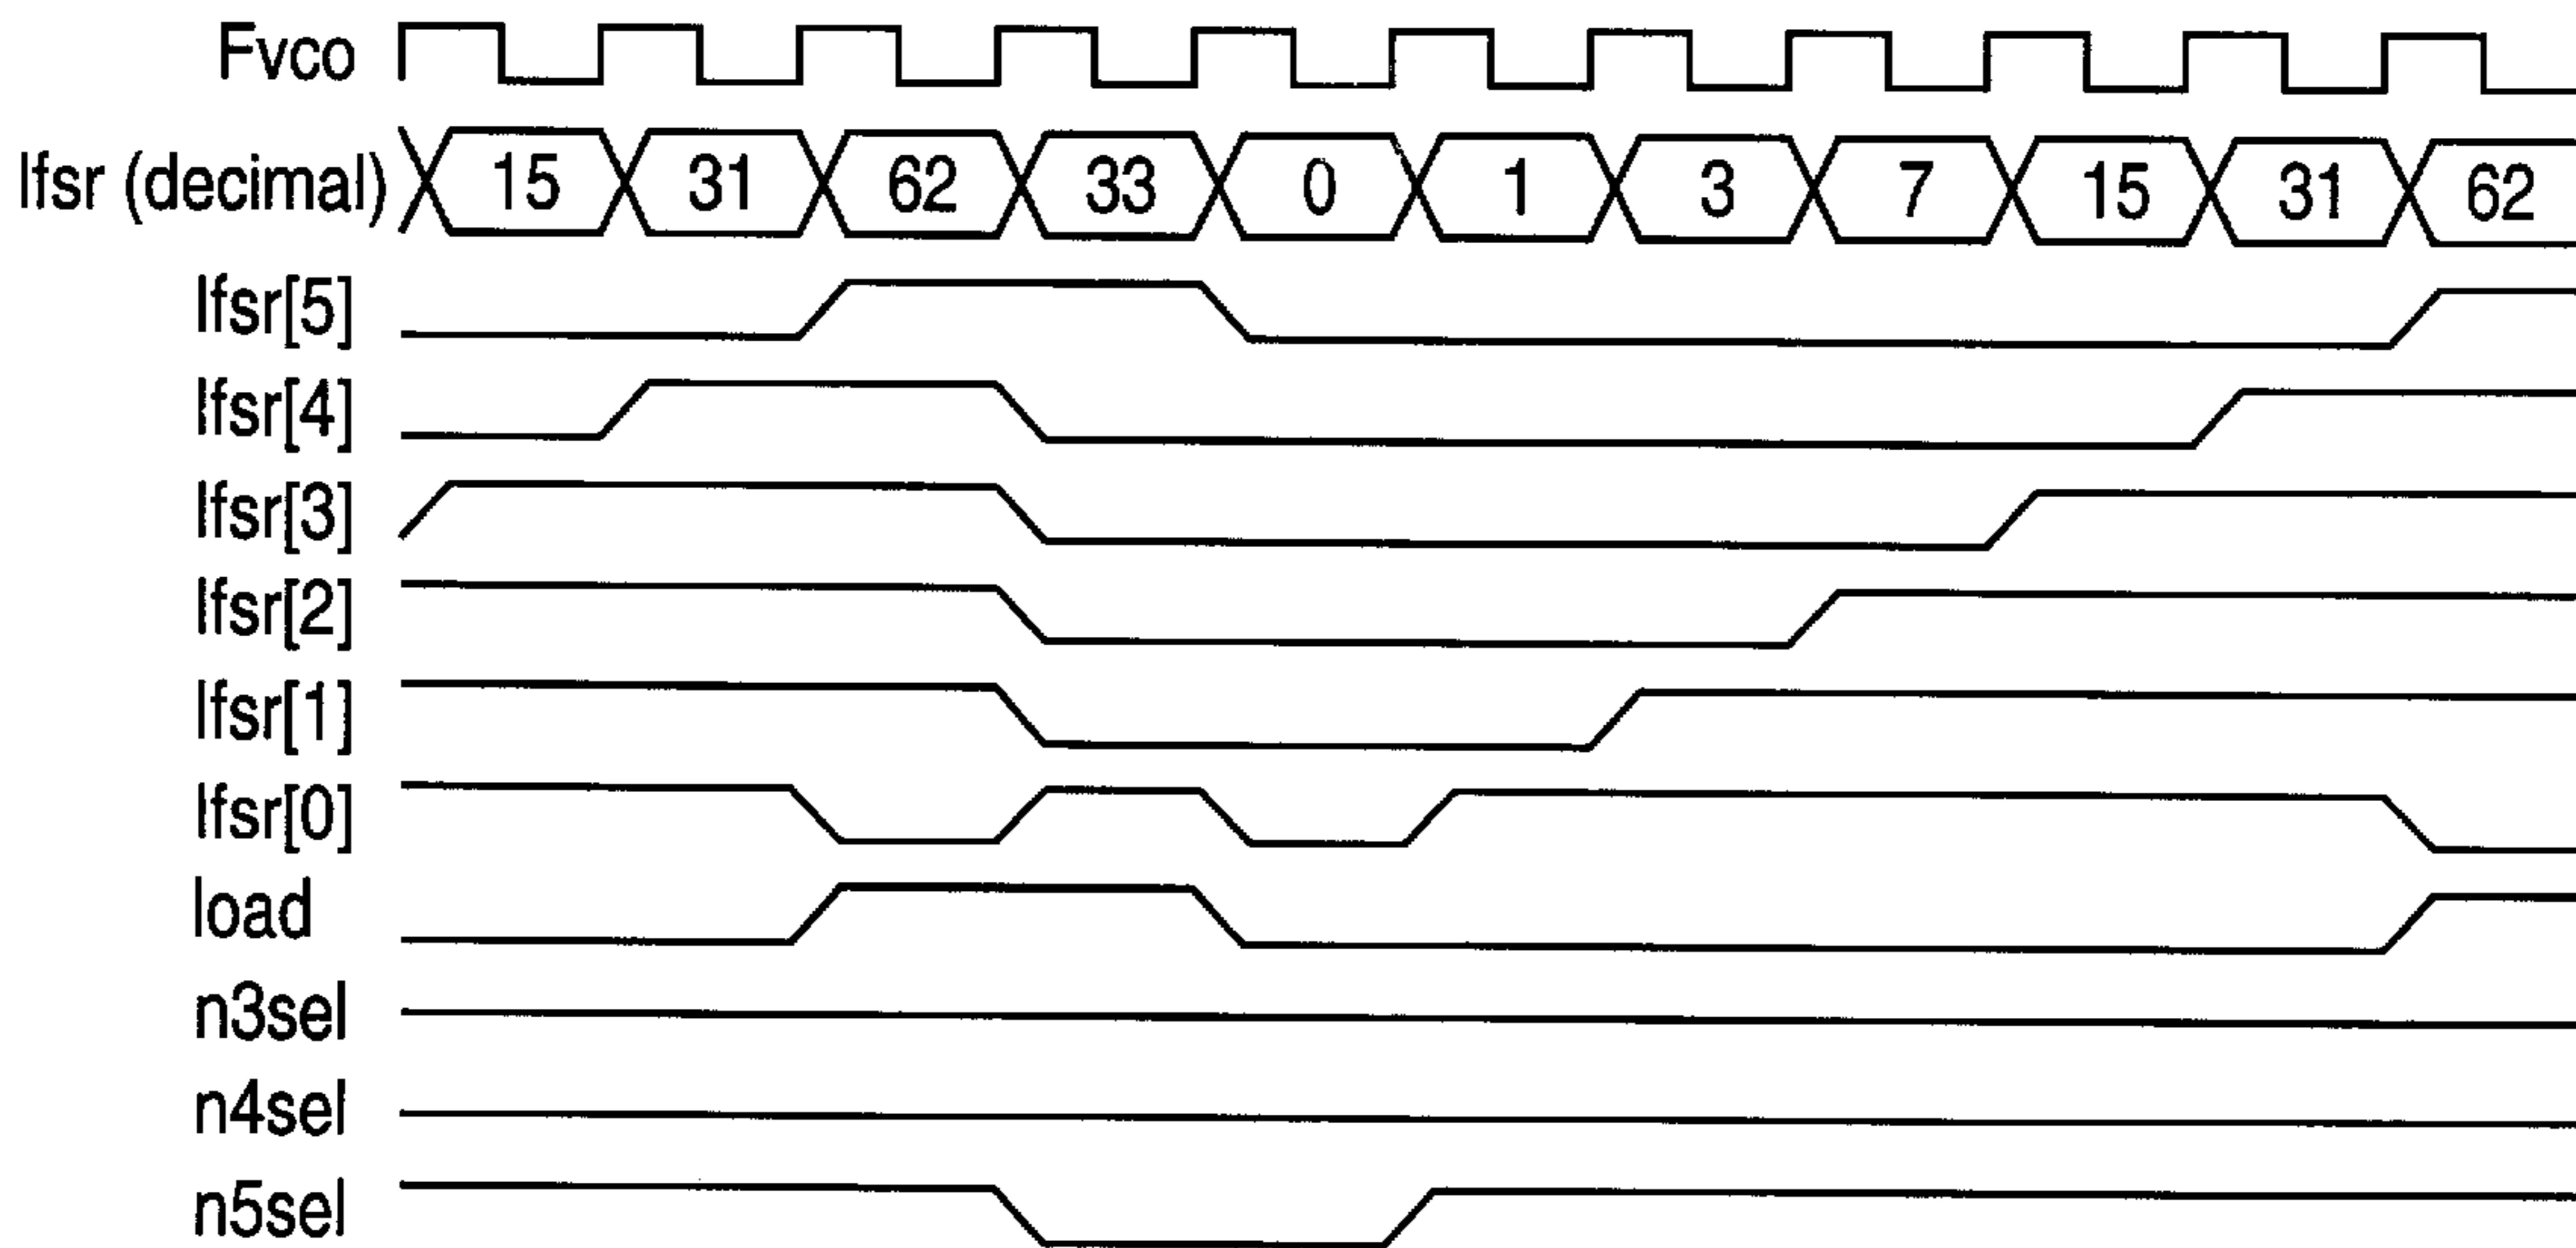 Fvco
lfsr (decimal) 15 31 62 33 0 1 3 7 15 31 62
lfsr[5]
lfsr[4]
lfsr[3]
lfsr[2]
lfsr[1]
lfsr[0]
load
n3sel
n4sel
n5sel